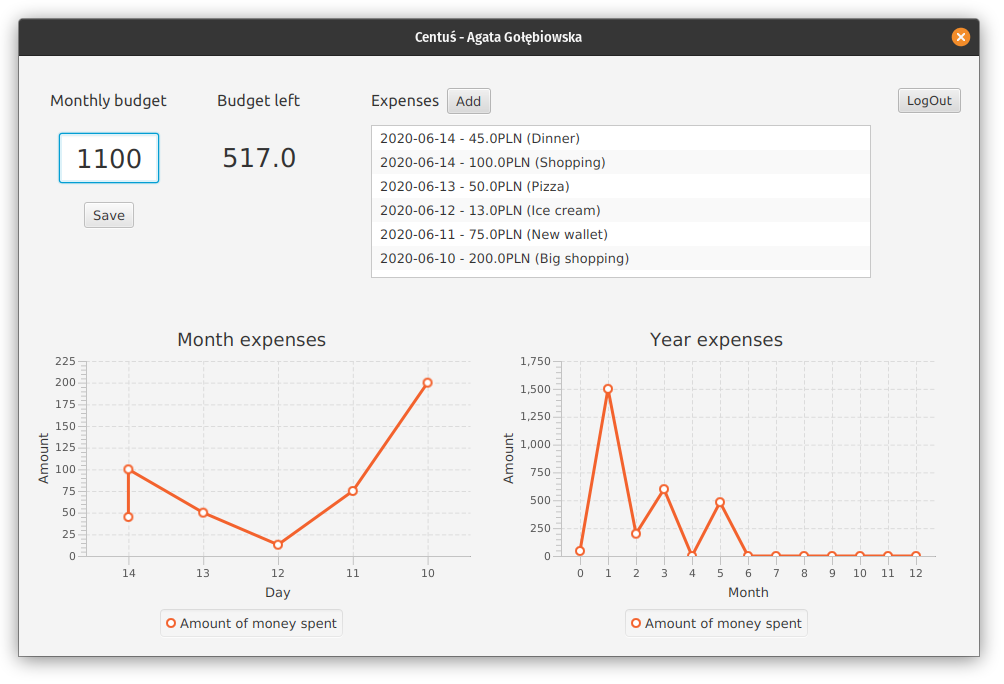 Centuś - Agata Gołębiowska
Monthly budget
Budget left
Expenses
Add
LogOut
1100
517.0
Save
2020-06-14 - 45.0PLN (Dinner)
2020-06-14 - 100.0PLN (Shopping)
2020-06-13 - 50.0PLN (Pizza)
2020-06-12 - 13.0PLN (Ice cream)
2020-06-11 - 75.0PLN (New wallet)
2020-06-10 - 200.0PLN (Big shopping)
Month expenses
225
200
175
150
125
100
75
50
25
0
Amount
14 13 12 11 10
Day
Amount of money spent
Year expenses
1,750
1,500
1,250
1,000
750
500
250
0
Amount
0 1 2 3 4 5 6 7 8 9 10 11 12
Month
Amount of money spent